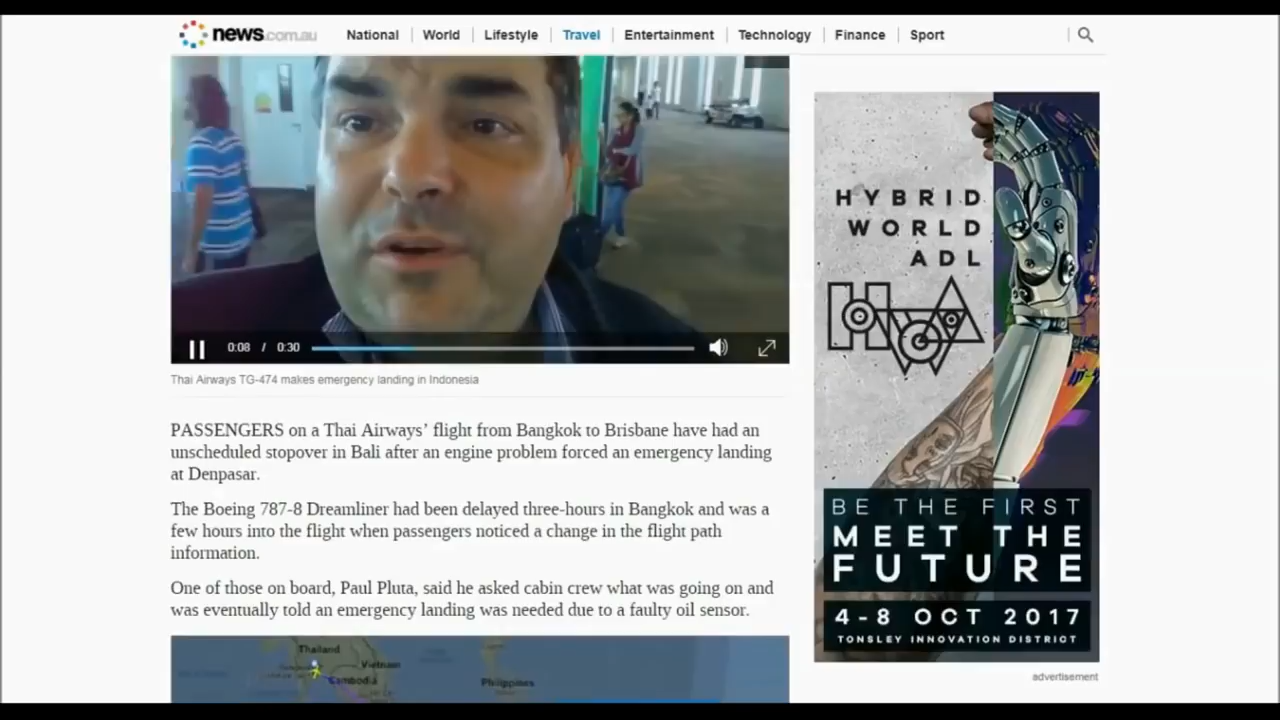 news.com.au
National
World
Lifestyle
Travel
Entertainment
Technology
Finance
Sport
0:08 / 0:30
Thai Airways TG-474 makes emergency landing in Indonesia
PASSENGERS on a Thai Airways’ flight from Bangkok to Brisbane have had an
unscheduled stopover in Bali after an engine problem forced an emergency landing
at Denpasar.
The Boeing 787-8 Dreamliner had been delayed three-hours in Bangkok and was a
few hours into the flight when passengers noticed a change in the flight path
information.
One of those on board, Paul Pluta, said he asked cabin crew what was going on and
was eventually told an emergency landing was needed due to a faulty oil sensor.
Thailand
Vietnam
Cambodia
Philippines
HYBRID
WORLD
ADL
BE THE FIRST
MEET THE
FUTURE
4-8 OCT 2017
TONSLEY INNOVATION DISTRICT
advertisement